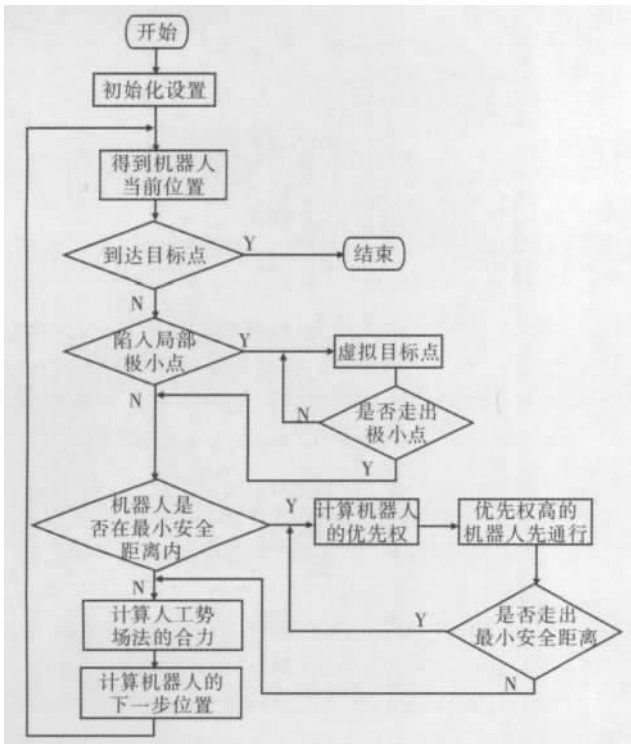 开始
初始化设置
得到机器人
当前位置
到达目标点
Y
结束
N
陷入局部
极小点
Y
虚拟目标点
N
N
是否走出
极小点
Y
机器人是
否在最小安全
距离内
Y
计算机器人
的优先权
优先权高的
机器人先通行
N
计算人工势
场法的合力
Y
是否走出
最小安全距离
N
计算机器人的
下一步位置